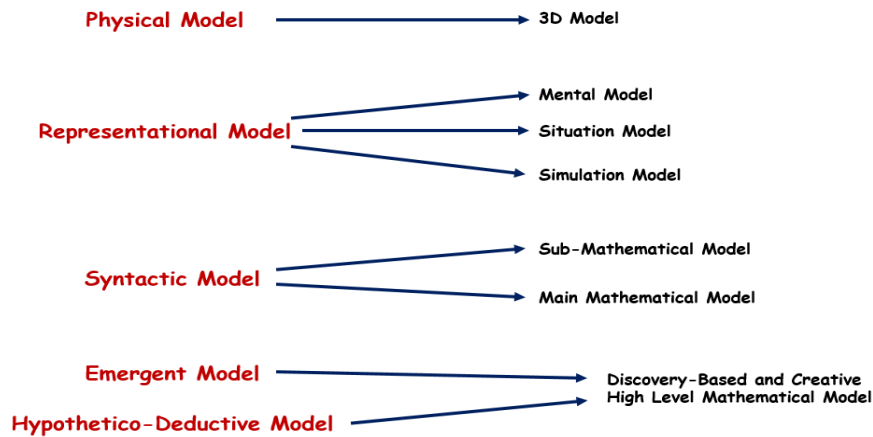 Physical Model
3D Model
Mental Model
Representational Model
Situation Model
Simulation Model
Sub-Mathematical Model
Syntactic Model
Main Mathematical Model
Emergent Model
Discovery-Based and Creative
High Level Mathematical Model
Hypothetico-Deductive Model